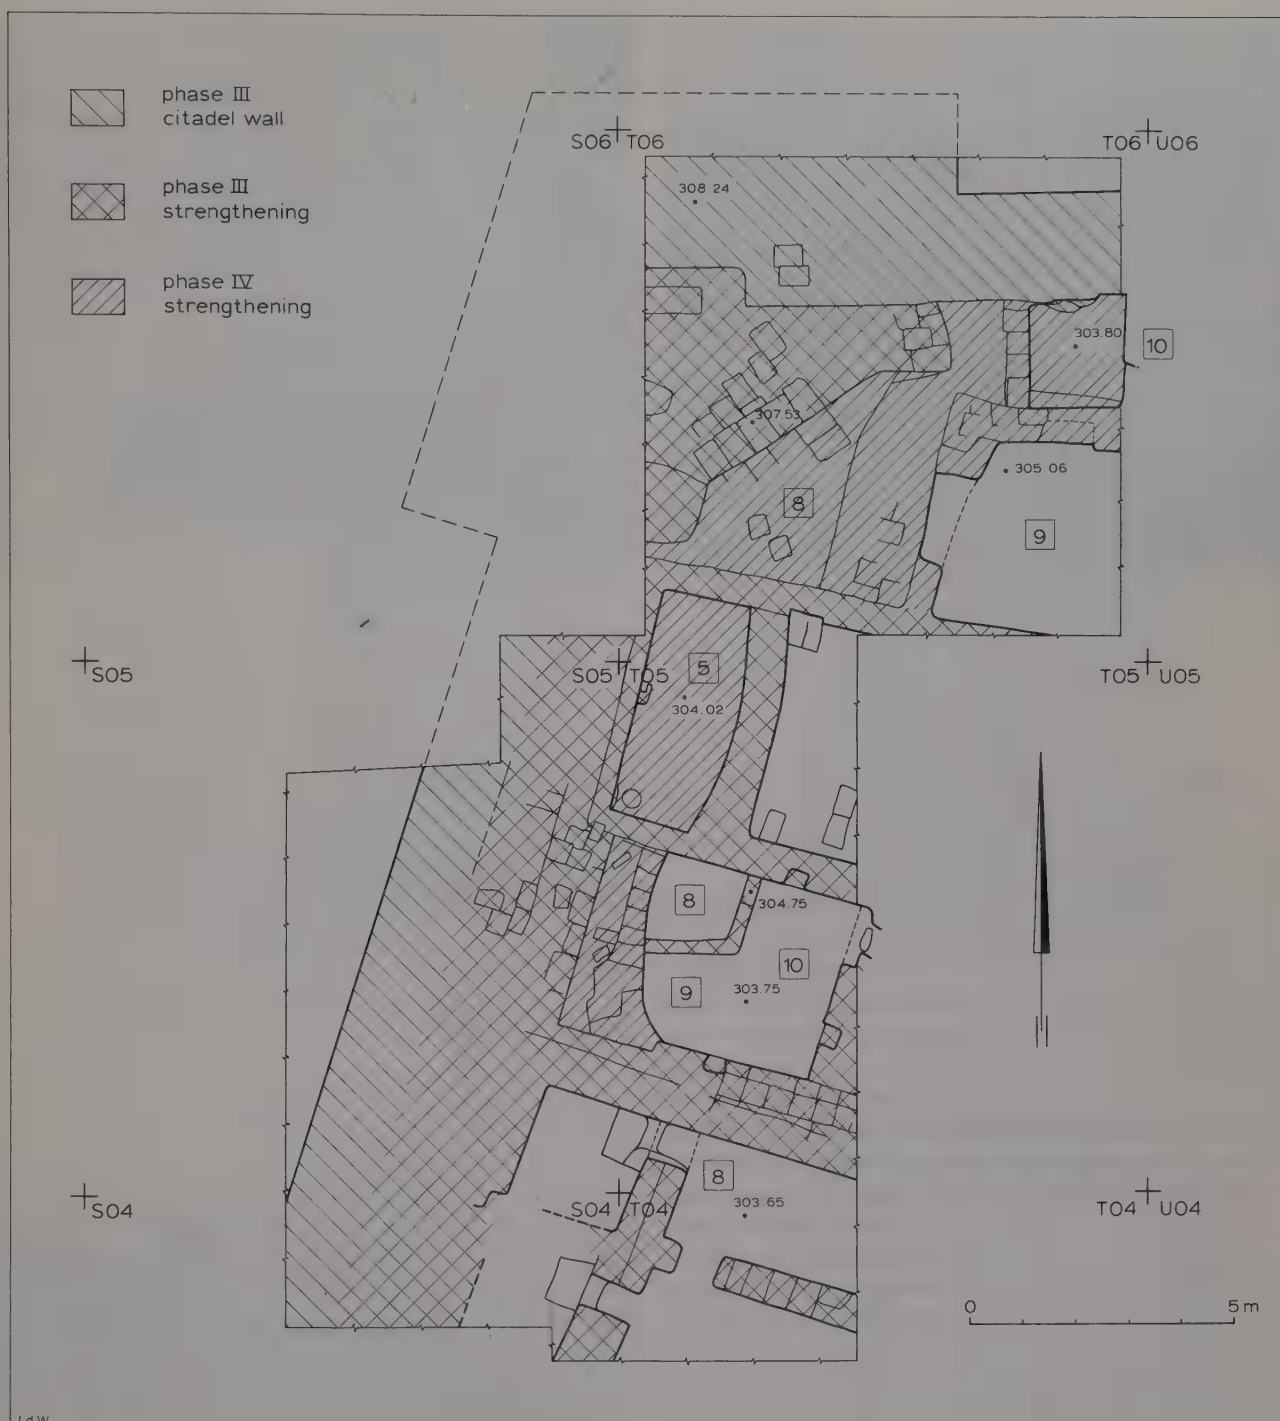 phase III
citadel wall
phase III
strengthening
phase IV
strengthening
S06 T06
T06 U06
308.24
303.80
10
307.53
305.06
8
9
S05
S05 T05
5
T05 U05
304.02
8
304.75
10
9
303.75
8
S04
S04 T04
303.65
T04 U04
0
5m
J.d.W.